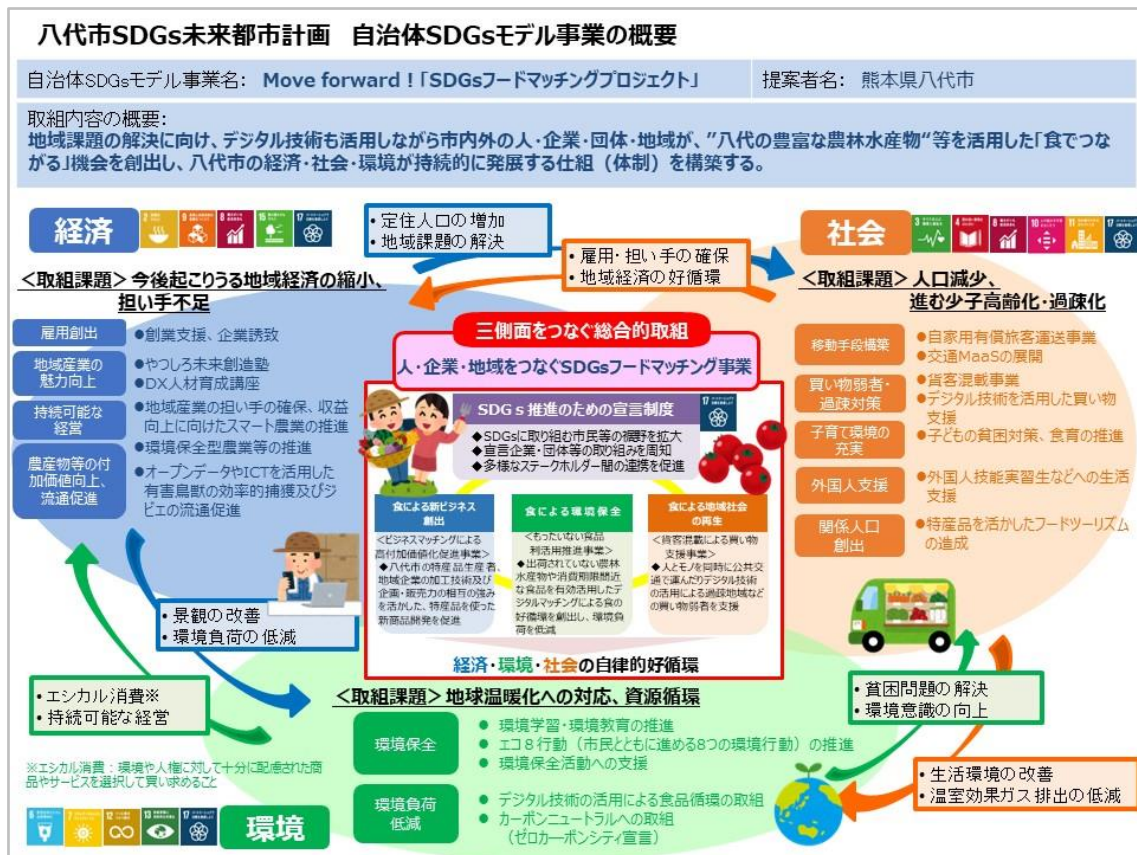 八代市SDGs未来都市計画 自治体SDGsモデル事業の概要
自治体SDGsモデル事業名： Move forward！「SDGsフードマッチングプロジェクト」
提案者名： 熊本県八代市
取組内容の概要：
地域課題の解決に向け、デジタル技術も活用しながら市内外の人・企業・団体・地域が、”八代の豊富な農林水産物“等を活用した「食でつな
がる」機会を創出し、八代市の経済・社会・環境が持続的に発展する仕組（体制）を構築する。
経済
• 定住人口の増加
• 地域課題の解決
• 雇用・担い手の確保
• 地域経済の好循環
社会
＜取組課題＞今後起こりうる地域経済の縮小、
担い手不足
雇用創出
●創業支援、企業誘致
地域産業の
魅力向上
●やつしろ未来創造塾
●DX人材育成講座
持続可能な
経営
●地域産業の担い手の確保、収益
向上に向けたスマート農業の推進
●環境保全型農業等の推進
農産物等の付
加価値向上、
流通促進
●オープンデータやICTを活用した
有害鳥獣の効率的捕獲及びジ
ビエの流通促進
三側面をつなぐ総合的取組
人・企業・地域をつなぐSDGsフードマッチング事業
SDGｓ推進のための宣言制度
17
◆SDGsに取り組む市民等の裾野を拡大
◆宣言企業・団体等の取り組みを周知
◆多様なステークホルダー間の連携を促進
食による新ビジネス
創出
＜ビジネスマッチングによる
高付加価値化促進事業＞
●八代市の特産品生産者、
地域企業の加工技術及び
企画・販売力の相互の強み
を活かした、特産品を使った
新商品開発を促進
食による環境保全
＜もったいない食品
利活用推進事業＞
●出荷されていない農林
水産物や消費期限間近
な食品を有効活用したデ
ジタルマッチングによる食の
好循環を創出し、環境負
荷を低減
食による地域社会
の再生
＜貨客混載による買い物
支援事業＞
●人とモノを同時に公共交
通で運んだりデジタル技術
の活用による過疎地域など
の買い物弱者を支援
経済・環境・社会の自律的好循環
＜取組課題＞人口減少、
進む少子高齢化・過疎化
移動手段構築
●自家用有償旅客運送事業
●交通MaaSの展開
買い物弱者・
過疎対策
●貨客混載事業
●デジタル技術を活用した買い物
支援
子育て環境の
充実
●子どもの貧困対策、食育の推進
外国人支援
●外国人技能実習生などへの生活
支援
関係人口
創出
●特産品を活かしたフードツーリズム
の造成
• 景観の改善
• 環境負荷の低減
• エシカル消費※
• 持続可能な経営
• 貧困問題の解決
• 環境意識の向上
• 生活環境の改善
• 温室効果ガス排出の低減
＜取組課題＞地球温暖化への対応、資源循環
環境保全
● 環境学習・環境教育の推進
● エコ８行動（市民とともに進める8つの環境行動）の推進
● 環境保全活動への支援
環境負荷
低減
● デジタル技術の活用による食品循環の取組
● カーボンニュートラルへの取組
（ゼロカーボンシティ宣言）
※エシカル消費：環境や人権に対して十分に配慮された商
品やサービスを選択して買い求めること
環境